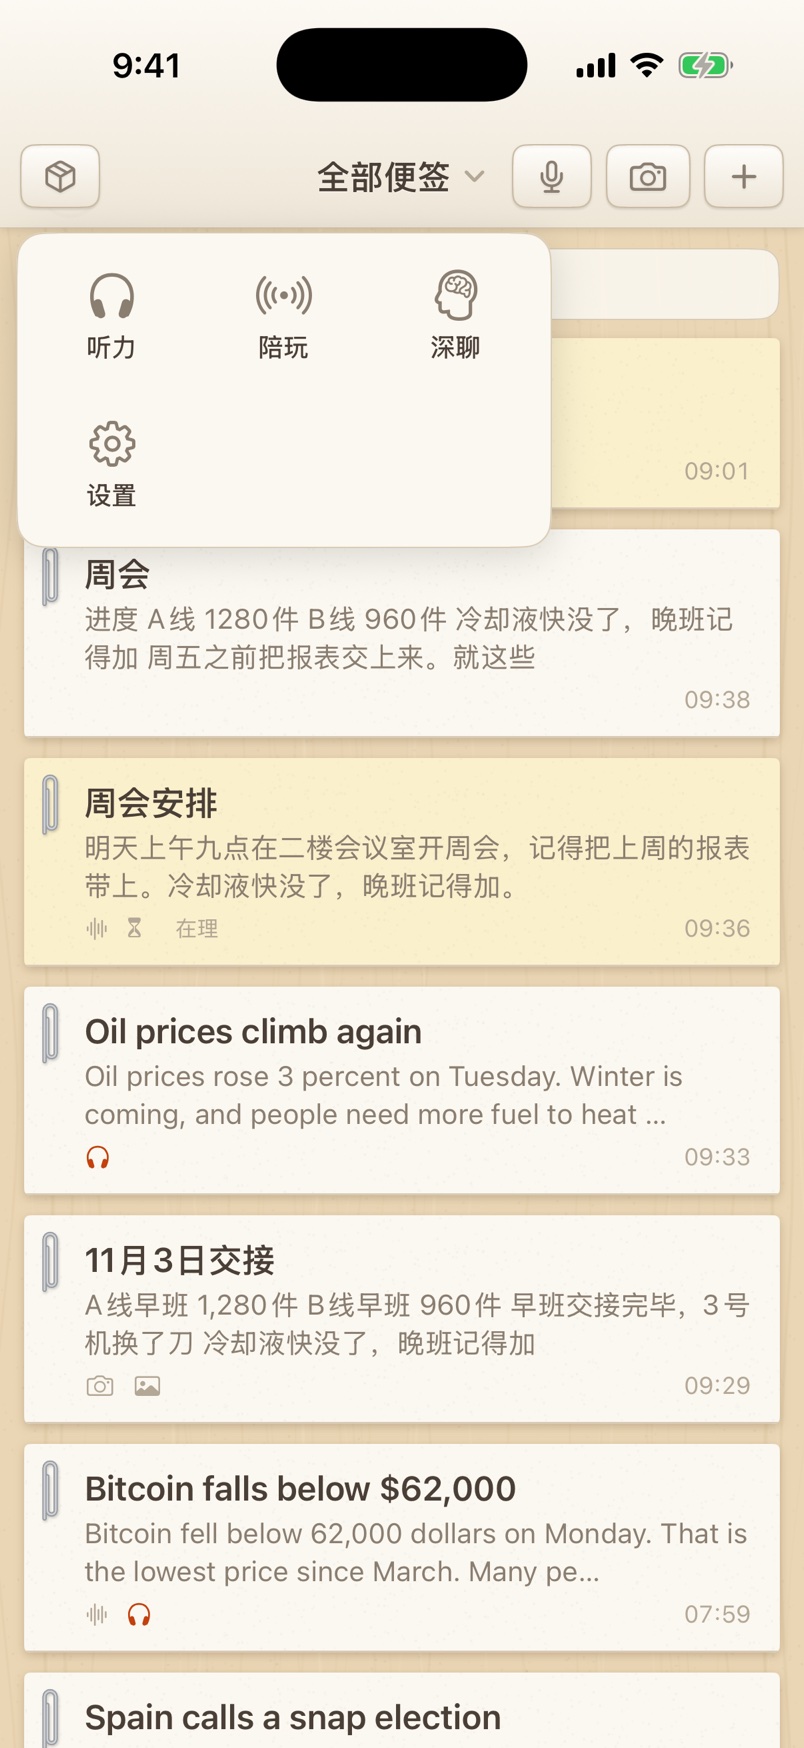 9:41
全部便签
听力 陪玩 深聊
设置
09:01
周会
进度 A线 1280件 B线 960件 冷却液快没了，晚班记
得加 周五之前把报表交上来。就这些
09:38
周会安排
明天上午九点在二楼会议室开周会，记得把上周的报表
带上。冷却液快没了，晚班记得加。
在理 09:36
Oil prices climb again
Oil prices rose 3 percent on Tuesday. Winter is
coming, and people need more fuel to heat ...
09:33
11月3日交接
A线早班 1,280件 B线早班 960件 早班交接完毕，3号
机换了刀 冷却液快没了，晚班记得加
09:29
Bitcoin falls below $62,000
Bitcoin fell below 62,000 dollars on Monday. That is
the lowest price since March. Many pe...
07:59
Spain calls a snap election